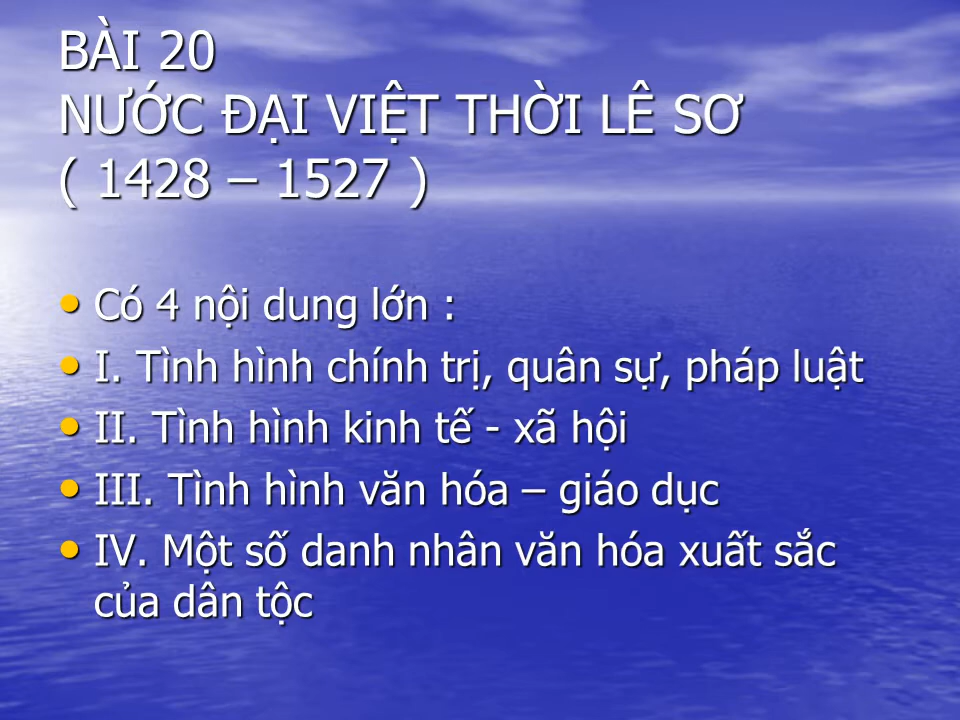 BÀI 20
NƯỚC ĐẠI VIỆT THỜI LÊ SƠ
( 1428 – 1527 )
• Có 4 nội dung lớn :
• I. Tình hình chính trị, quân sự, pháp luật
• II. Tình hình kinh tế - xã hội
• III. Tình hình văn hóa – giáo dục
• IV. Một số danh nhân văn hóa xuất sắc
của dân tộc